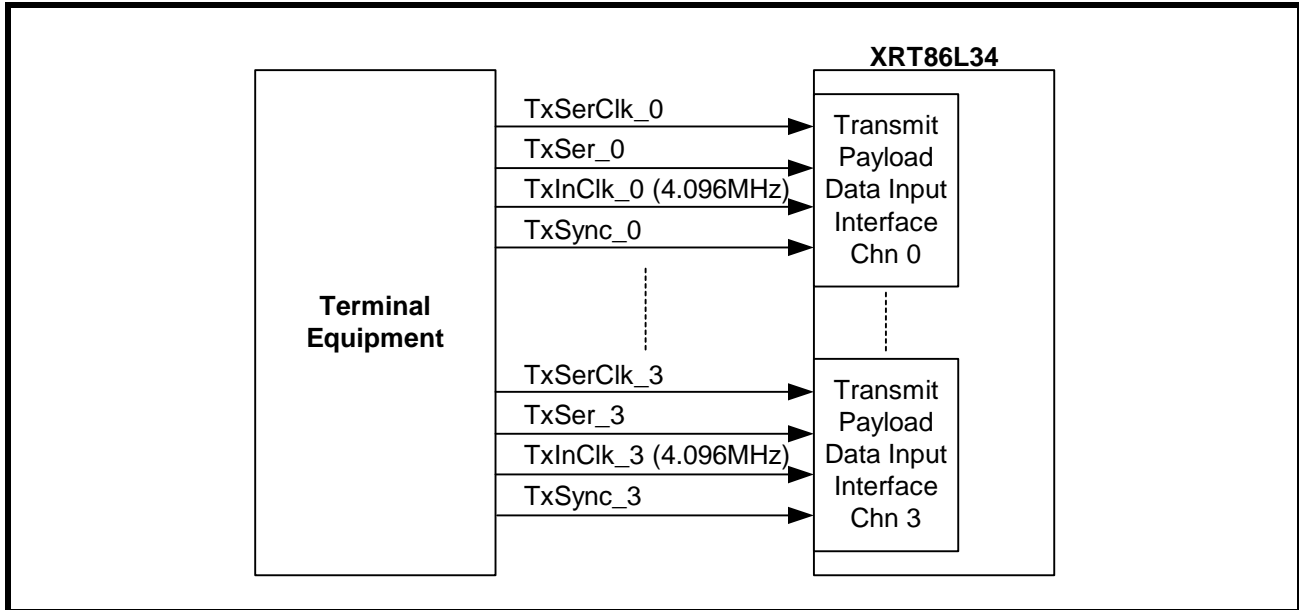 XRT86L34
TxSerClk_0
TxSer_0
TxInClk_0 (4.096MHz)
TxSync_0
Transmit
Payload
Data Input
Interface
Chn 0
Terminal
Equipment
TxSerClk_3
TxSer_3
TxInClk_3 (4.096MHz)
TxSync_3
Transmit
Payload
Data Input
Interface
Chn 3